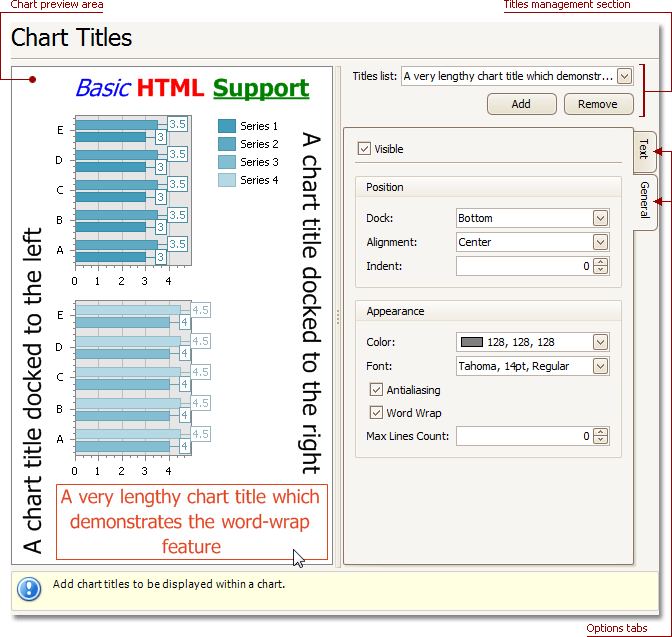 Chart preview area
Titles management section
Chart Titles
Basic HTML Support
Series 1
Series 2
Series 3
Series 4
E
3.5
3
D
3.5
3
C
3.5
3
B
3.5
3
A
3.5
3
0 1 2 3 4
E
4.5
4
D
4.5
4
C
4.5
4
B
4.5
4
A
4.5
4
0 1 2 3 4
A chart title docked to the left
A chart title docked to the right
A very lengthy chart title which
demonstrates the word-wrap
feature
Titles list: A very lengthy chart title which demonstr...
Add Remove
Text
General
Visible
Position
Dock: Bottom
Alignment: Center
Indent: 0
Appearance
Color: 128, 128, 128
Font: Tahoma, 14pt, Regular
Antialiasing
Word Wrap
Max Lines Count: 0
Add chart titles to be displayed within a chart.
Options tabs